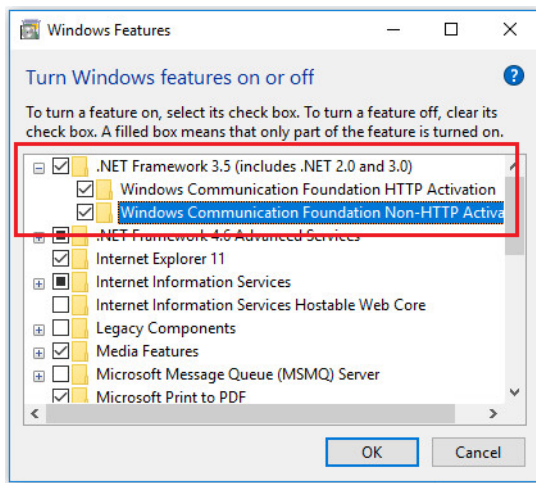 Windows Features
Turn Windows features on or off
To turn a feature on, select its check box. To turn a feature off, clear its
check box. A filled box means that only part of the feature is turned on.
.NET Framework 3.5 (includes .NET 2.0 and 3.0)
Windows Communication Foundation HTTP Activation
Windows Communication Foundation Non-HTTP Activa
.NET Framework 4.6 Advanced Services
Internet Explorer 11
Internet Information Services
Internet Information Services Hostable Web Core
Legacy Components
Media Features
Microsoft Message Queue (MSMQ) Server
Microsoft Print to PDF
OK Cancel